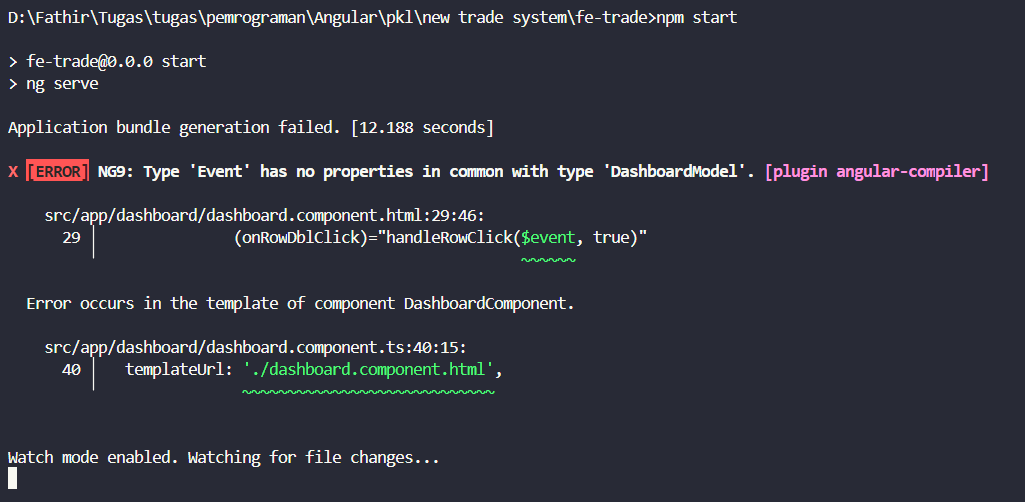 D:\Fathir\Tugas\tugas\pemrograman\Angular\pkl\new trade system\fe-trade>npm start
> fe-trade@0.0.0 start
> ng serve
Application bundle generation failed. [12.188 seconds]
X [ERROR] NG9: Type 'Event' has no properties in common with type 'DashboardModel'. [plugin angular-compiler]
src/app/dashboard/dashboard.component.html:29:46:
29 │ (onRowDblClick)="handleRowClick($event, true)"
~~~~~~
Error occurs in the template of component DashboardComponent.
src/app/dashboard/dashboard.component.ts:40:15:
40 │ templateUrl: './dashboard.component.html',
~~~~~~~~~~~~~~~~~~~~~~~~~~~~
Watch mode enabled. Watching for file changes...